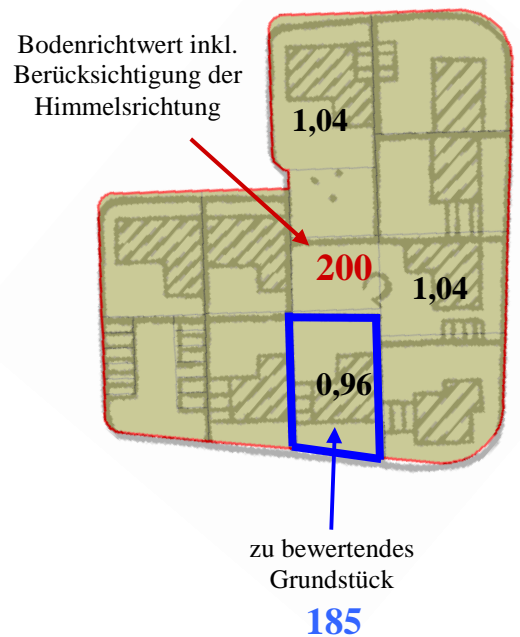 Bodenrichtwert inkl.
Berücksichtigung der
Himmelsrichtung
1,04
200
1,04
0,96
zu bewertendes
Grundstück
185